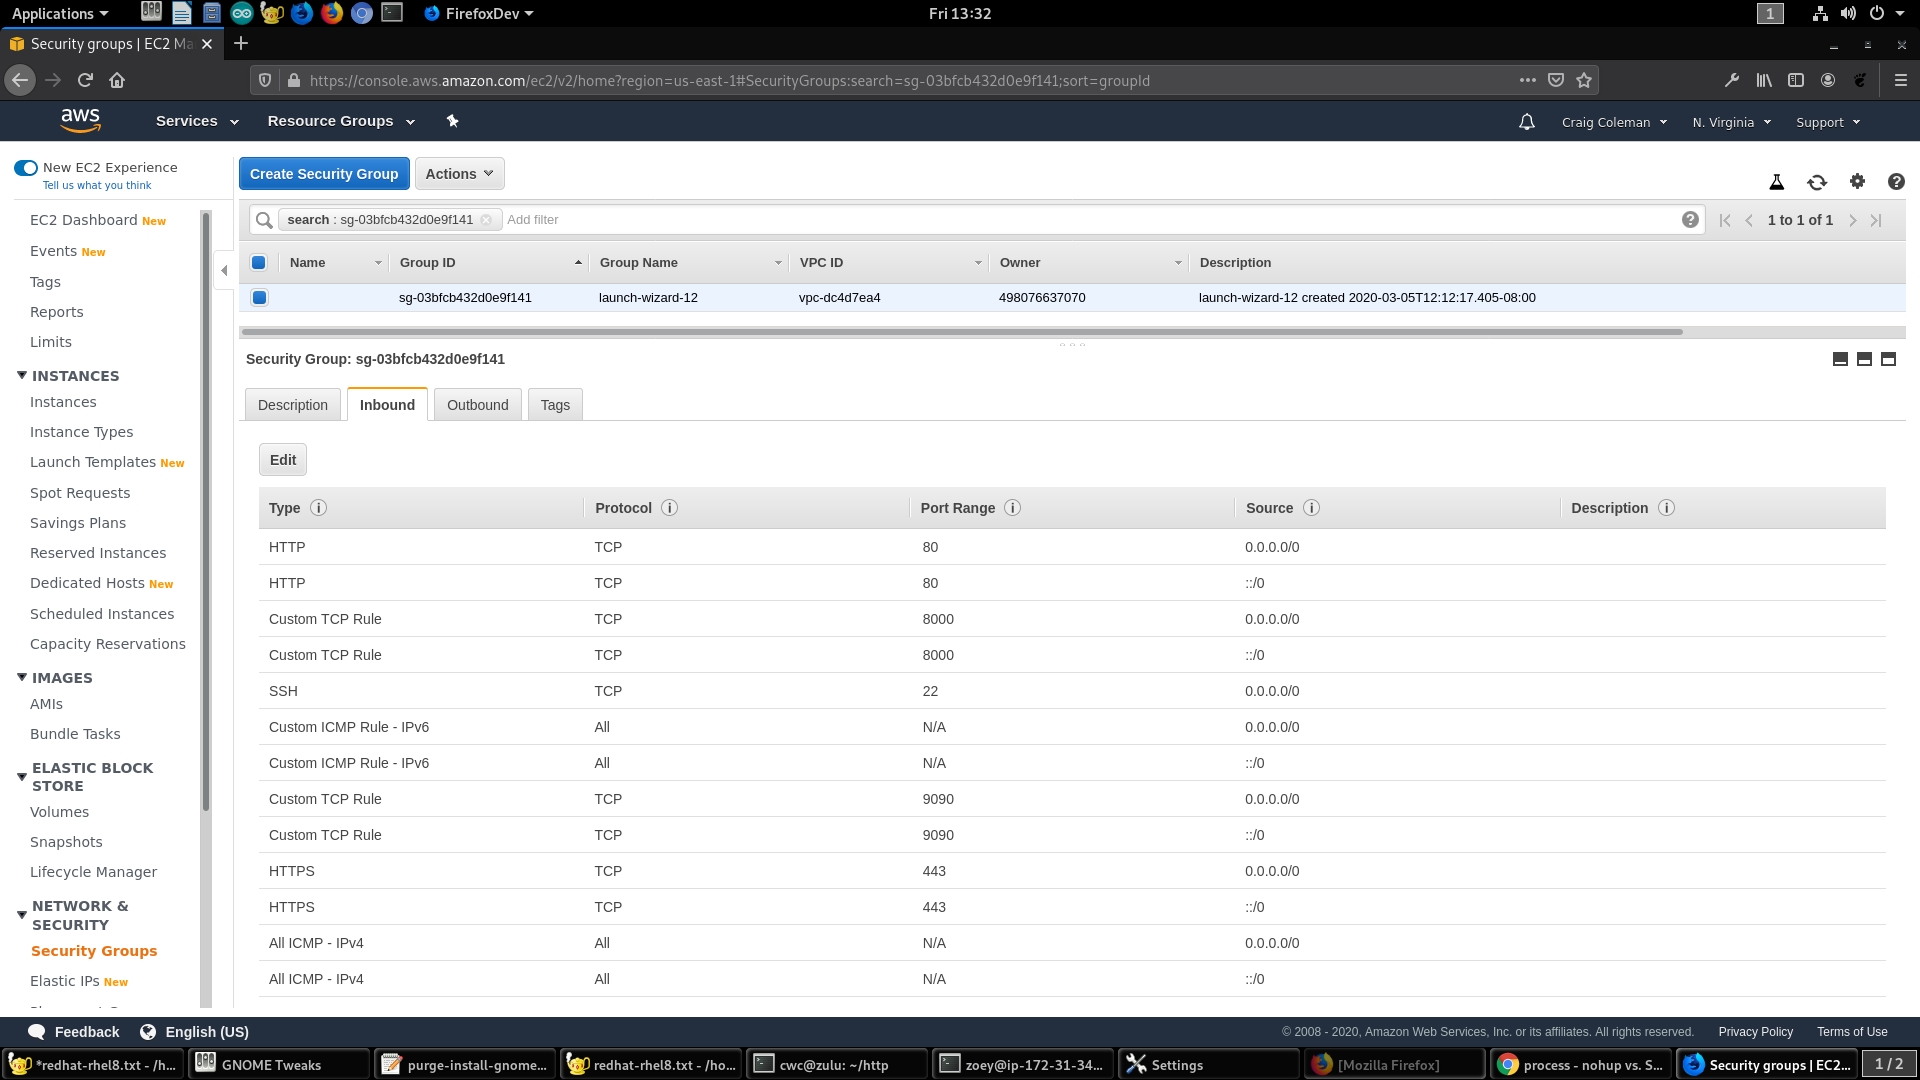 Applications
FirefoxDev
Fri 13:32
1
Security groups | EC2 Ma
https://console.aws.amazon.com/ec2/v2/home?region=us-east-1#SecurityGroups:search=sg-03bfcb432d0e9f141;sort=groupId
aws
Services
Resource Groups
Craig Coleman
N. Virginia
Support
New EC2 Experience
Tell us what you think
EC2 Dashboard New
Events New
Tags
Reports
Limits
INSTANCES
Instances
Instance Types
Launch Templates New
Spot Requests
Savings Plans
Reserved Instances
Dedicated Hosts New
Scheduled Instances
Capacity Reservations
IMAGES
AMIs
Bundle Tasks
ELASTIC BLOCK
STORE
Volumes
Snapshots
Lifecycle Manager
NETWORK &
SECURITY
Security Groups
Elastic IPs New
Create Security Group
Actions
search : sg-03bfcb432d0e9f141
Add filter
1 to 1 of 1
Name Group ID Group Name VPC ID Owner Description
sg-03bfcb432d0e9f141 launch-wizard-12 vpc-dc4d7ea4 498076637070 launch-wizard-12 created 2020-03-05T12:12:17.405-08:00
Security Group: sg-03bfcb432d0e9f141
Description Inbound Outbound Tags
Edit
Type Protocol Port Range Source Description
HTTP TCP 80 0.0.0.0/0
HTTP TCP 80 ::/0
Custom TCP Rule TCP 8000 0.0.0.0/0
Custom TCP Rule TCP 8000 ::/0
SSH TCP 22 0.0.0.0/0
Custom ICMP Rule - IPv6 All N/A 0.0.0.0/0
Custom ICMP Rule - IPv6 All N/A ::/0
Custom TCP Rule TCP 9090 0.0.0.0/0
Custom TCP Rule TCP 9090 ::/0
HTTPS TCP 443 0.0.0.0/0
HTTPS TCP 443 ::/0
All ICMP - IPv4 All N/A 0.0.0.0/0
All ICMP - IPv4 All N/A ::/0
Feedback
English (US)
© 2008 - 2020, Amazon Web Services, Inc. or its affiliates. All rights reserved.
Privacy Policy
Terms of Use
*redhat-rhel8.txt - /h...
GNOME Tweaks
purge-install-gnome...
redhat-rhel8.txt - /ho...
cwc@zulu: ~/http
zoey@ip-172-31-34...
Settings
[Mozilla Firefox]
process - nohup vs. S...
Security groups | EC2...
1 / 2